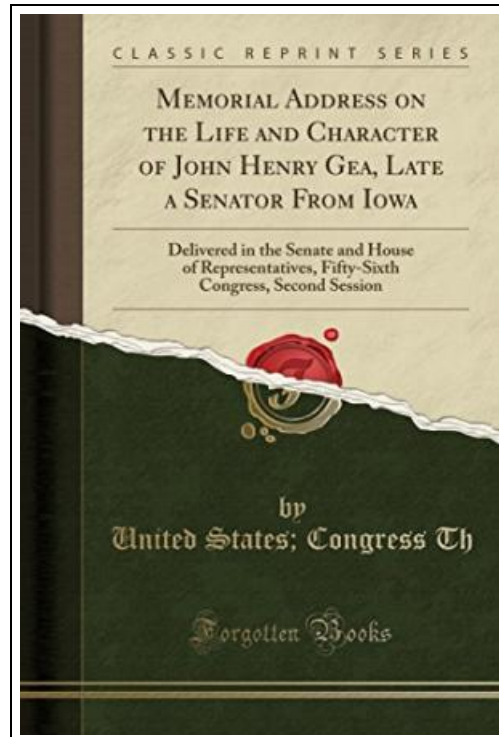 CLASSIC REPRINT SERIES
MEMORIAL ADDRESS ON
THE LIFE AND CHARACTER
OF JOHN HENRY GEA, LATE
A SENATOR FROM IOWA
Delivered in the Senate and House
of Representatives, Fifty-Sixth
Congress, Second Session
by
United States; Congress Th
Forgotten Books